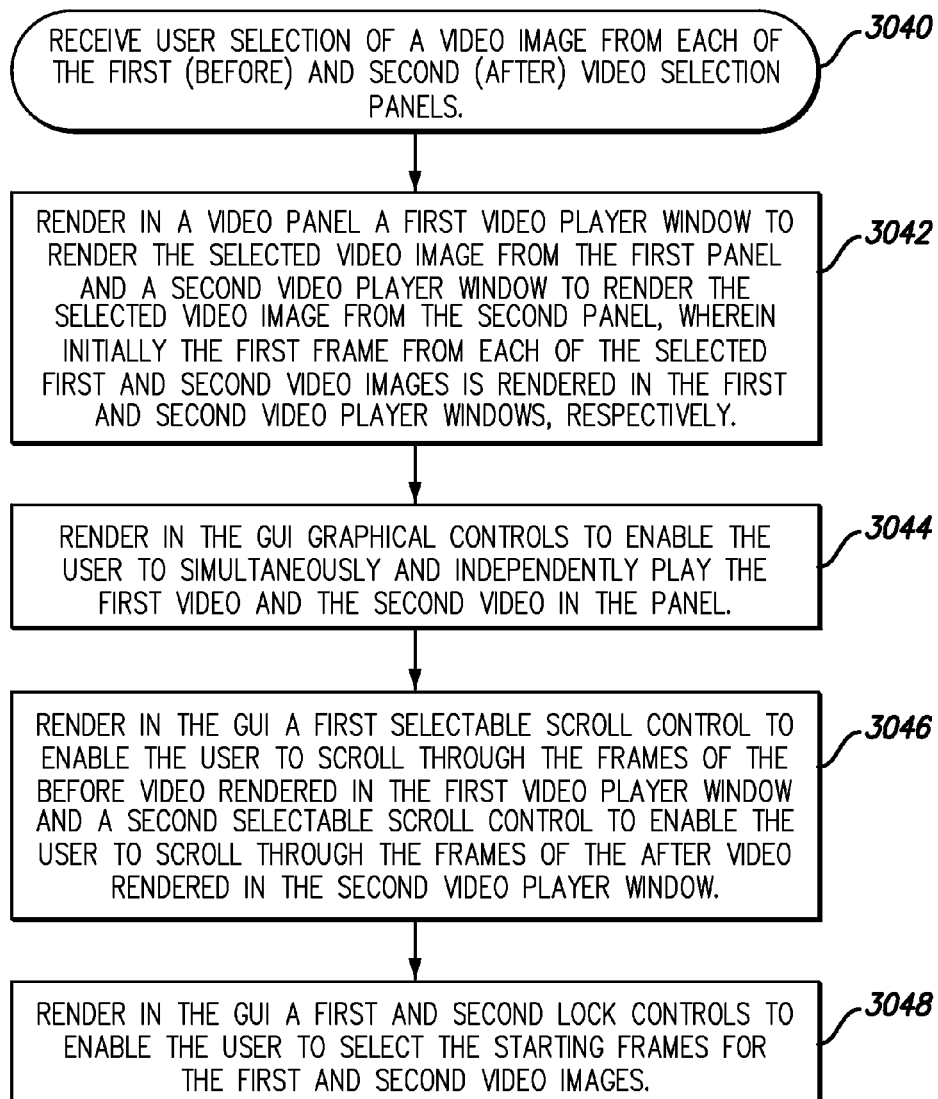 RECEIVE USER SELECTION OF A VIDEO IMAGE FROM EACH OF
THE FIRST (BEFORE) AND SECOND (AFTER) VIDEO SELECTION
PANELS.
3040
RENDER IN A VIDEO PANEL A FIRST VIDEO PLAYER WINDOW TO
RENDER THE SELECTED VIDEO IMAGE FROM THE FIRST PANEL
AND A SECOND VIDEO PLAYER WINDOW TO RENDER THE
SELECTED VIDEO IMAGE FROM THE SECOND PANEL, WHEREIN
INITIALLY THE FIRST FRAME FROM EACH OF THE SELECTED
FIRST AND SECOND VIDEO IMAGES IS RENDERED IN THE FIRST
AND SECOND VIDEO PLAYER WINDOWS, RESPECTIVELY.
3042
RENDER IN THE GUI GRAPHICAL CONTROLS TO ENABLE THE
USER TO SIMULTANEOUSLY AND INDEPENDENTLY PLAY THE
FIRST VIDEO AND THE SECOND VIDEO IN THE PANEL.
3044
RENDER IN THE GUI A FIRST SELECTABLE SCROLL CONTROL TO
ENABLE THE USER TO SCROLL THROUGH THE FRAMES OF THE
BEFORE VIDEO RENDERED IN THE FIRST VIDEO PLAYER WINDOW
AND A SECOND SELECTABLE SCROLL CONTROL TO ENABLE THE
USER TO SCROLL THROUGH THE FRAMES OF THE AFTER VIDEO
RENDERED IN THE SECOND VIDEO PLAYER WINDOW.
3046
RENDER IN THE GUI A FIRST AND SECOND LOCK CONTROLS TO
ENABLE THE USER TO SELECT THE STARTING FRAMES FOR
THE FIRST AND SECOND VIDEO IMAGES.
3048